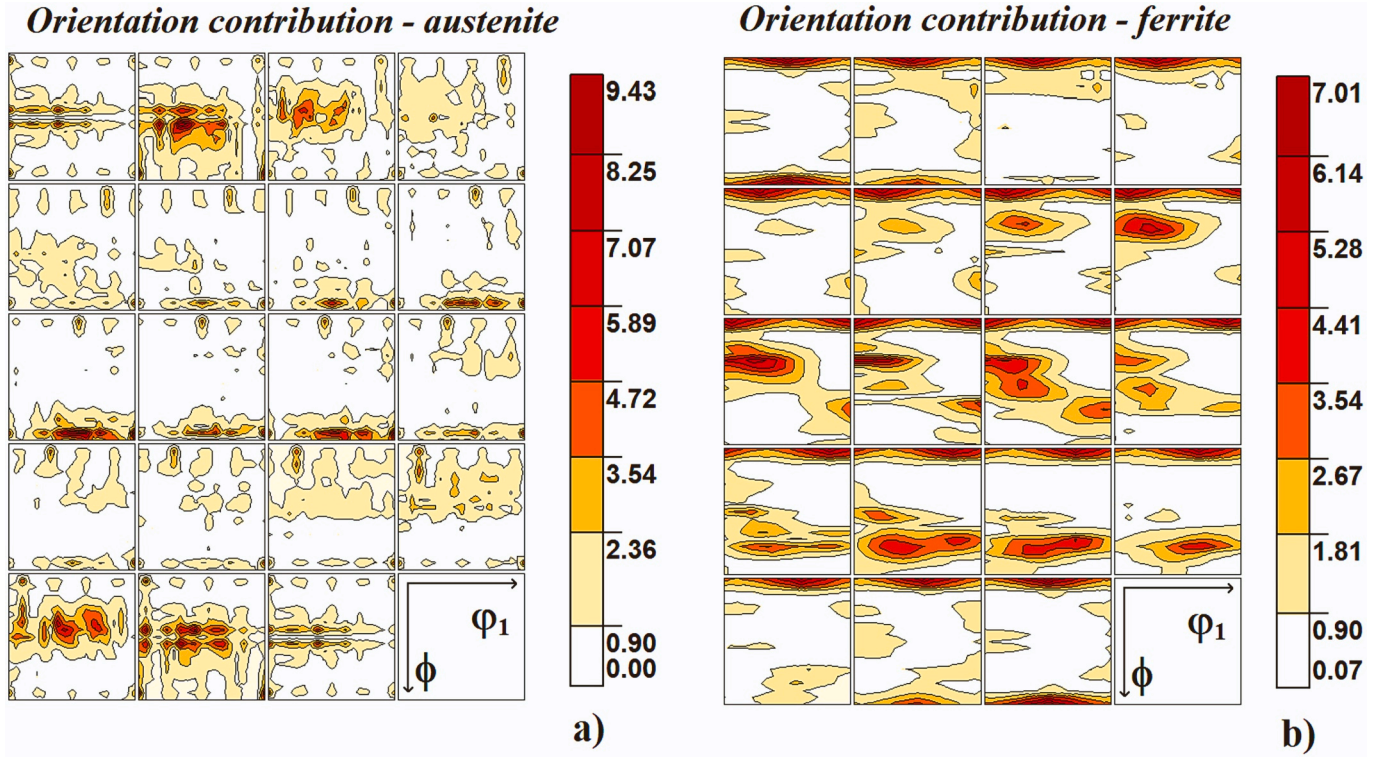 Orientation contribution - austenite
9.43
8.25
7.07
5.89
4.72
3.54
2.36
0.90
0.00
φ1
ϕ
a)
Orientation contribution - ferrite
7.01
6.14
5.28
4.41
3.54
2.67
1.81
0.90
0.07
φ1
ϕ
b)